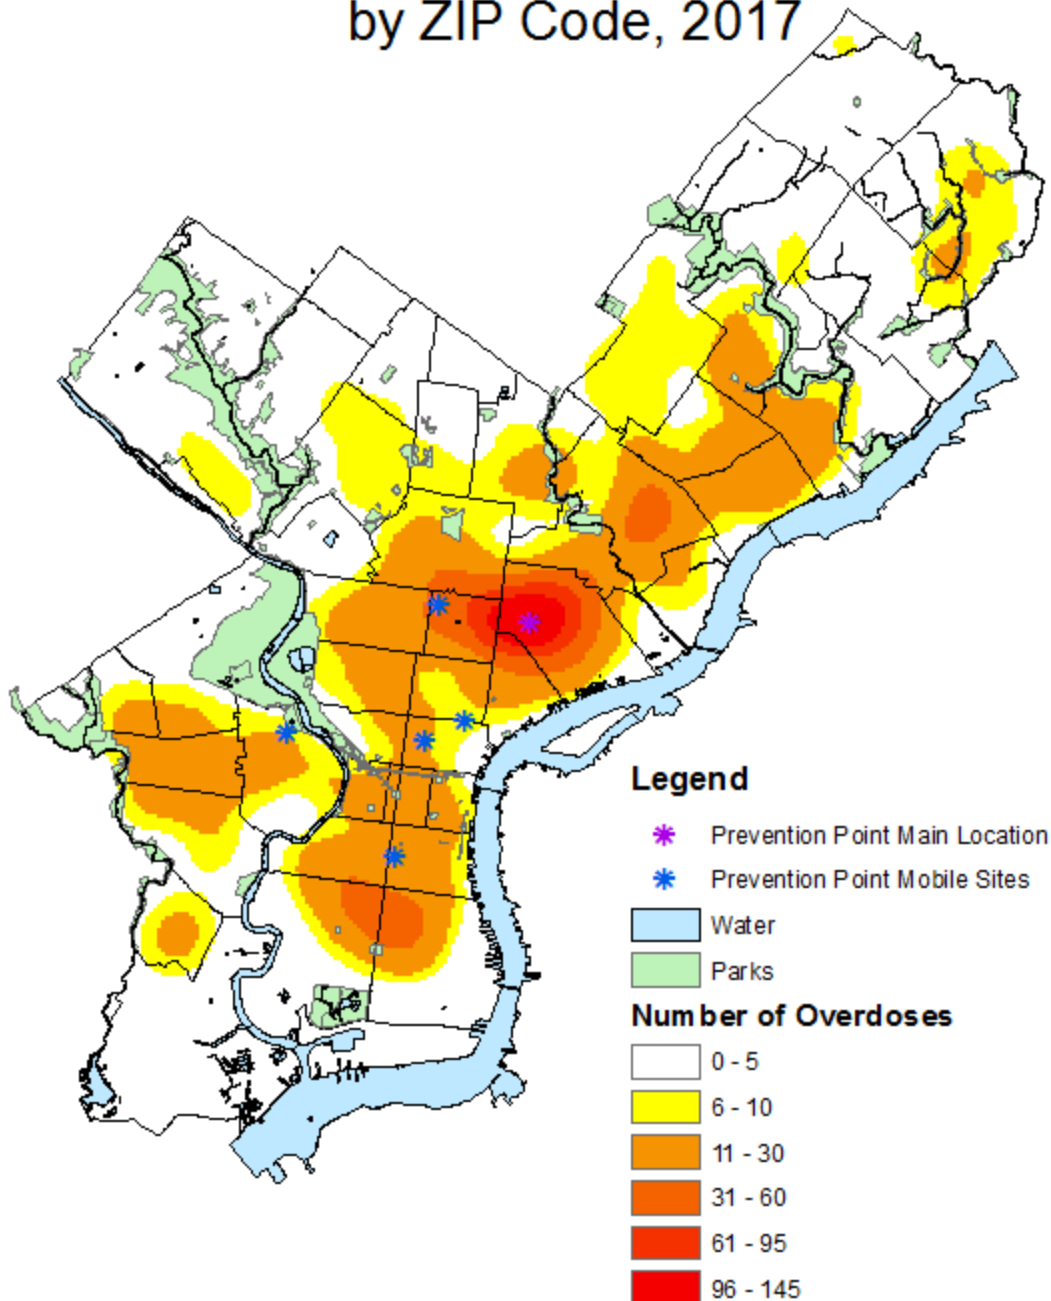 by ZIP Code, 2017
Legend
Prevention Point Main Location
Prevention Point Mobile Sites
Water
Parks
Number of Overdoses
0 - 5
6 - 10
11 - 30
31 - 60
61 - 95
96 - 145